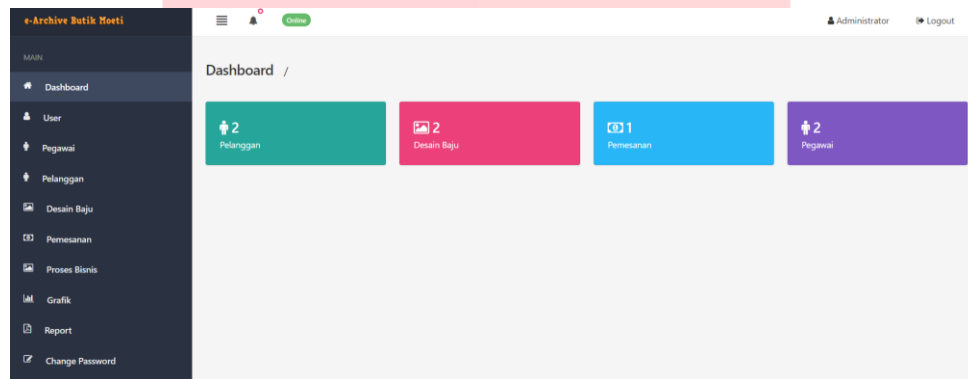 e-Archive Butik Moeti
Online
Administrator
Logout
MAIN
Dashboard
User
Pegawai
Pelanggan
Desain Baju
Pemesanan
Proses Bisnis
Grafik
Report
Change Password
Dashboard /
2
Pelanggan
2
Desain Baju
1
Pemesanan
2
Pegawai